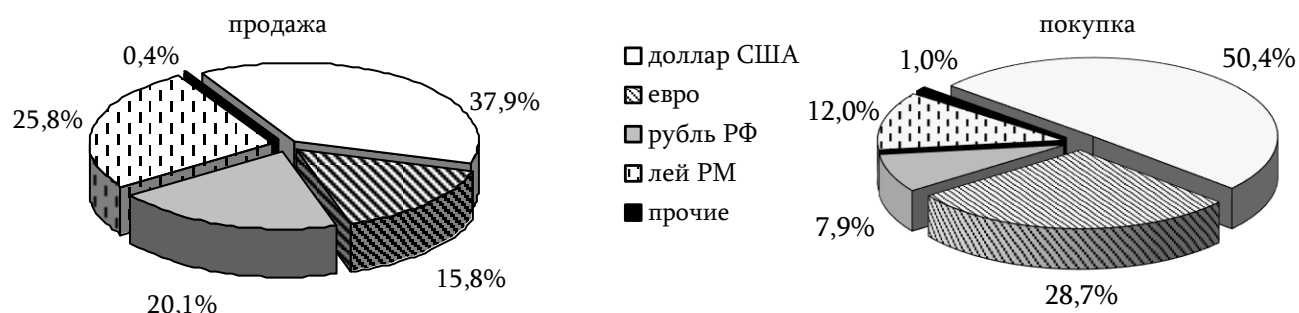 продажа
0,4%
25,8%
37,9%
20,1%
15,8%
доллар США
евро
рубль РФ
лей РМ
прочие
покупка
1,0%
50,4%
12,0%
7,9%
28,7%